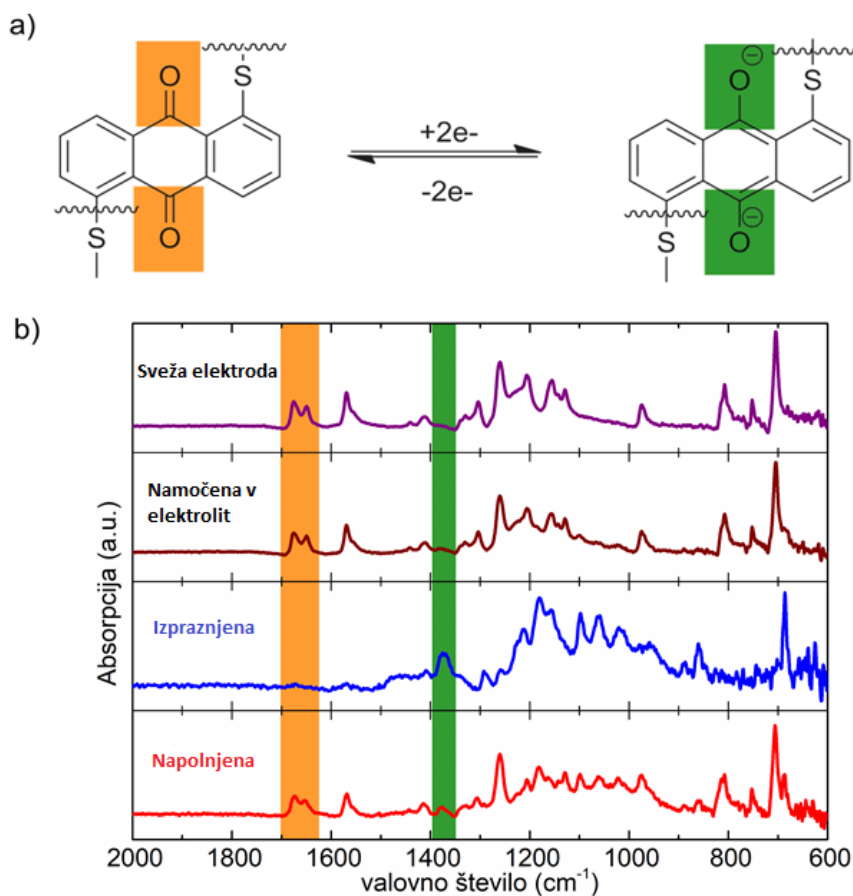 a)
O
S
O
S
+2e-
-2e-
O
S
O
S
b)
Sveža elektroda
Namočena v
elektrolit
Izpraznjena
Napolnjena
Absorpcija (a.u.)
2000 1800 1600 1400 1200 1000 800 600
valovno število (cm⁻¹)